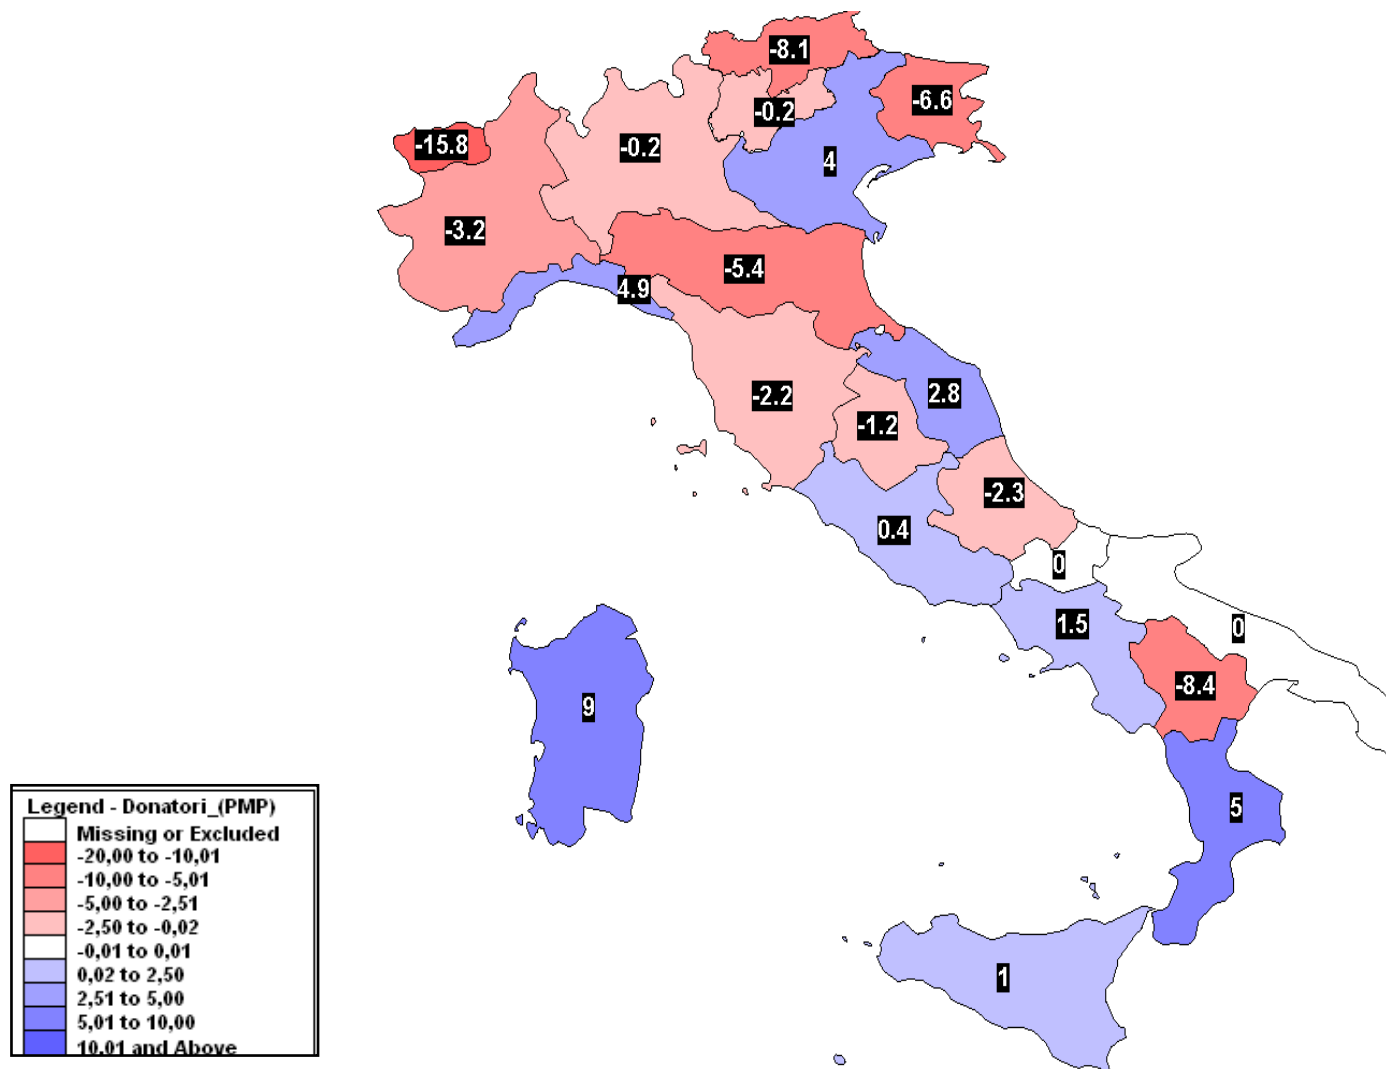 -8.1
-6.6
-0.2
-15.8
-0.2
4
-3.2
-5.4
4.9
-2.2
2.8
-1.2
-2.3
0.4
0
1.5
0
-8.4
9
5
1
Legend - Donatori_(PMP)
Missing or Excluded
-20,00 to -10,01
-10,00 to -5,01
-5,00 to -2,51
-2,50 to -0,02
-0,01 to 0,01
0,02 to 2,50
2,51 to 5,00
5,01 to 10,00
10,01 and Above